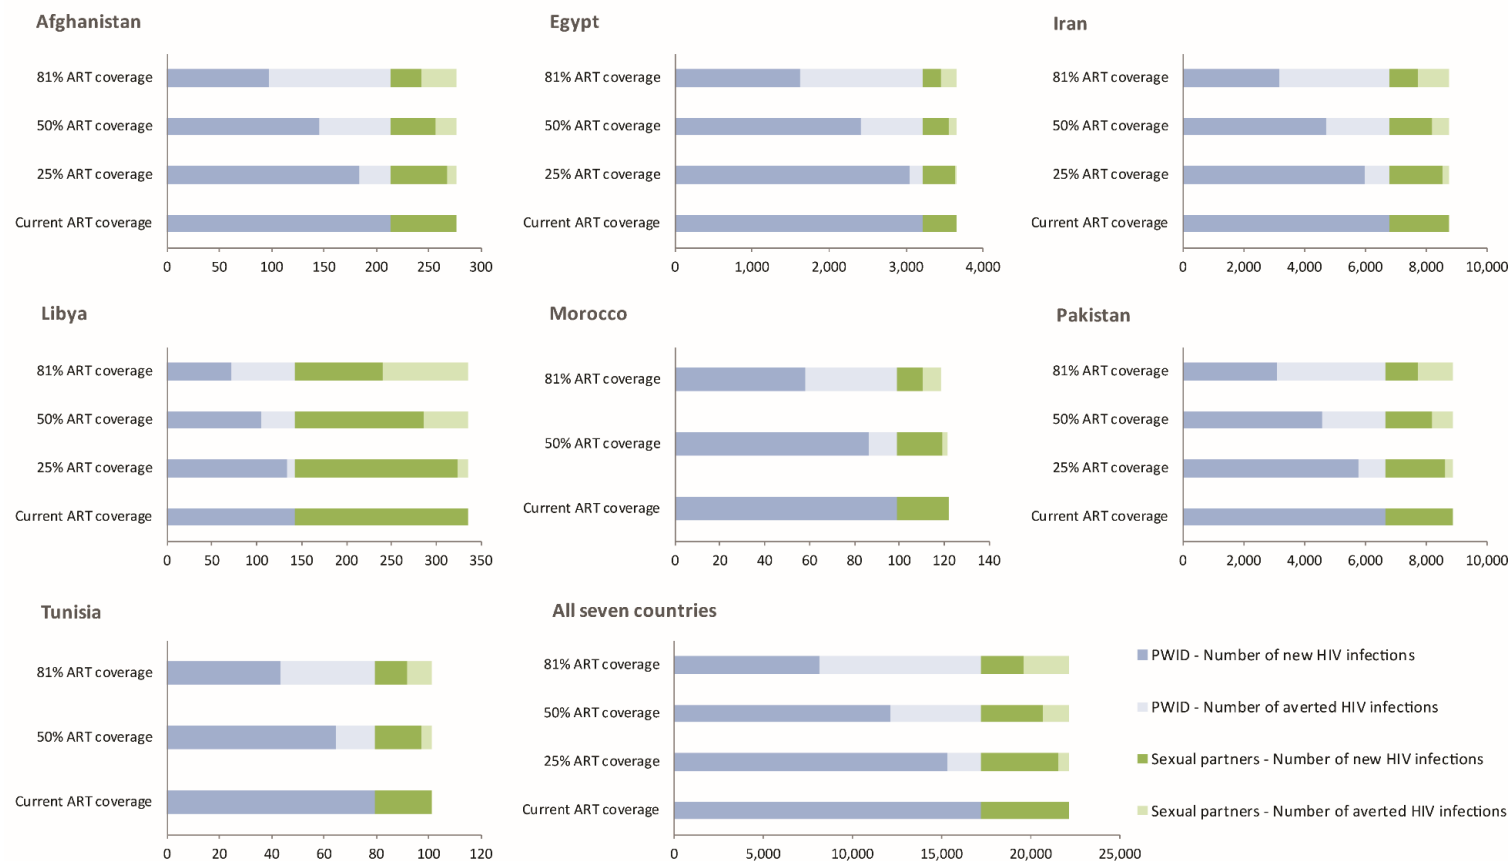 Afghanistan
81% ART coverage
50% ART coverage
25% ART coverage
Current ART coverage
0 50 100 150 200 250 300
Egypt
81% ART coverage
50% ART coverage
25% ART coverage
Current ART coverage
0 1,000 2,000 3,000 4,000
Iran
81% ART coverage
50% ART coverage
25% ART coverage
Current ART coverage
0 2,000 4,000 6,000 8,000 10,000
Libya
81% ART coverage
50% ART coverage
25% ART coverage
Current ART coverage
0 50 100 150 200 250 300 350
Morocco
81% ART coverage
50% ART coverage
Current ART coverage
0 20 40 60 80 100 120 140
Pakistan
81% ART coverage
50% ART coverage
25% ART coverage
Current ART coverage
0 2,000 4,000 6,000 8,000 10,000
Tunisia
81% ART coverage
50% ART coverage
Current ART coverage
0 20 40 60 80 100 120
All seven countries
81% ART coverage
50% ART coverage
25% ART coverage
Current ART coverage
0 5,000 10,000 15,000 20,000 25,000
PWID - Number of new HIV infections
PWID - Number of averted HIV infections
Sexual partners - Number of new HIV infections
Sexual partners - Number of averted HIV infections